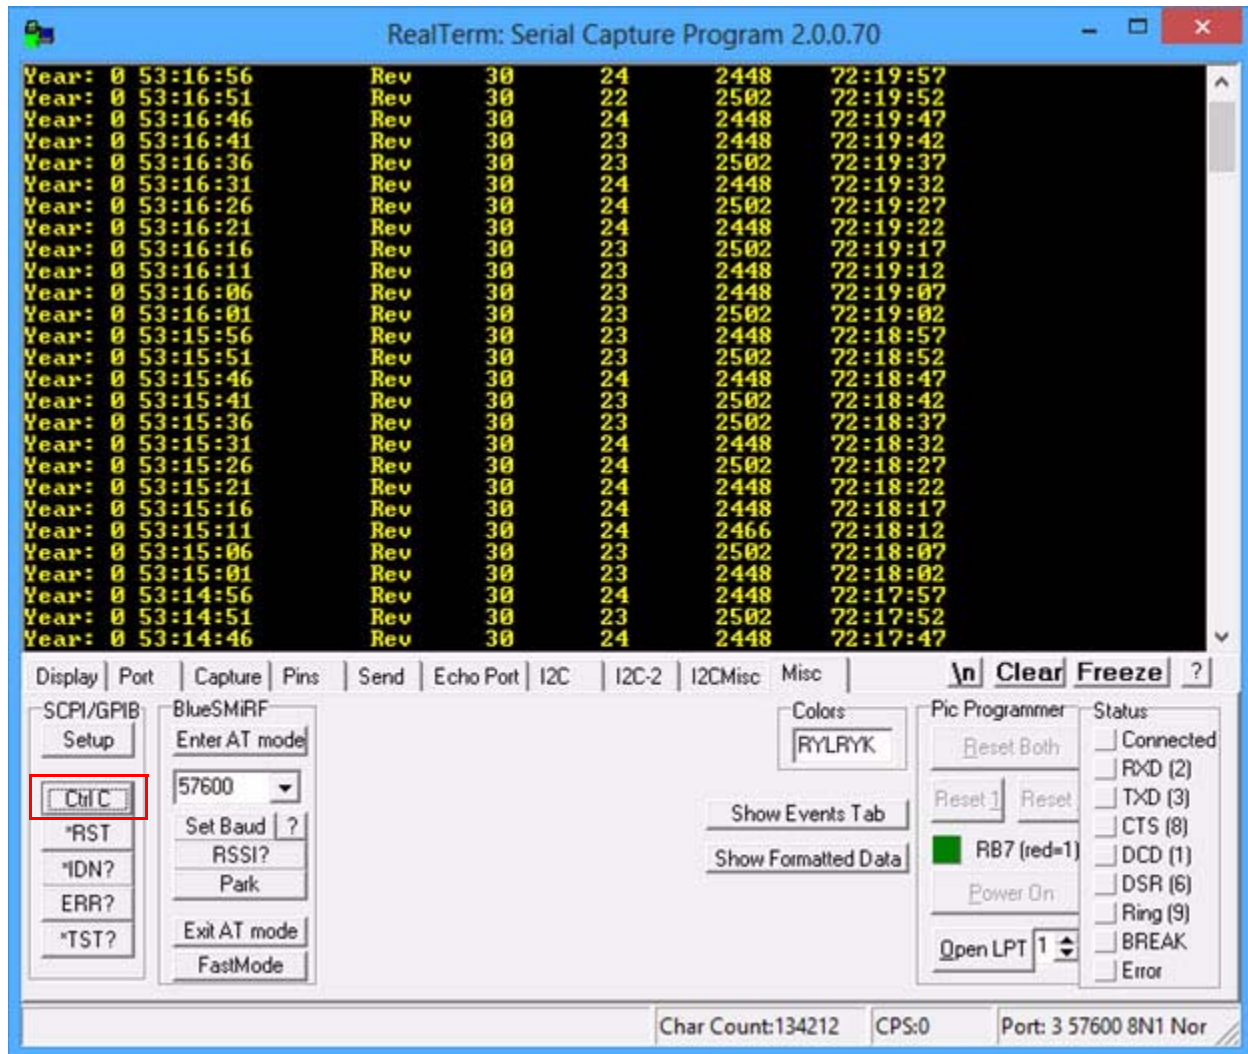 RealTerm: Serial Capture Program 2.0.0.70
Year: 0 53:16:56 Rev 30 24 2448 72:19:57
Year: 0 53:16:51 Rev 30 22 2502 72:19:52
Year: 0 53:16:46 Rev 30 24 2448 72:19:47
Year: 0 53:16:41 Rev 30 23 2448 72:19:42
Year: 0 53:16:36 Rev 30 23 2502 72:19:37
Year: 0 53:16:31 Rev 30 24 2448 72:19:32
Year: 0 53:16:26 Rev 30 24 2502 72:19:27
Year: 0 53:16:21 Rev 30 24 2448 72:19:22
Year: 0 53:16:16 Rev 30 23 2502 72:19:17
Year: 0 53:16:11 Rev 30 23 2448 72:19:12
Year: 0 53:16:06 Rev 30 23 2448 72:19:07
Year: 0 53:16:01 Rev 30 23 2502 72:19:02
Year: 0 53:15:56 Rev 30 23 2448 72:18:57
Year: 0 53:15:51 Rev 30 23 2502 72:18:52
Year: 0 53:15:46 Rev 30 24 2448 72:18:47
Year: 0 53:15:41 Rev 30 23 2502 72:18:42
Year: 0 53:15:36 Rev 30 23 2502 72:18:37
Year: 0 53:15:31 Rev 30 24 2448 72:18:32
Year: 0 53:15:26 Rev 30 24 2502 72:18:27
Year: 0 53:15:21 Rev 30 24 2448 72:18:22
Year: 0 53:15:16 Rev 30 24 2448 72:18:17
Year: 0 53:15:11 Rev 30 24 2466 72:18:12
Year: 0 53:15:06 Rev 30 23 2502 72:18:07
Year: 0 53:15:01 Rev 30 23 2448 72:18:02
Year: 0 53:14:56 Rev 30 24 2448 72:17:57
Year: 0 53:14:51 Rev 30 23 2502 72:17:52
Year: 0 53:14:46 Rev 30 24 2448 72:17:47
Display Port Capture Pins Send Echo Port I2C I2C-2 I2CMisc Misc \n Clear Freeze ?
SCPI/GPIB
Setup
Ctrl C
*RST
*IDN?
ERR?
*TST?
BlueSMiRF
Enter AT mode
57600
Set Baud ?
RSSI?
Park
Exit AT mode
FastMode
Colors
RYLRYK
Show Events Tab
Show Formatted Data
Pic Programmer
Reset Both
Reset 1 Reset
RB7 (red=1)
Power On
Open LPT 1
Status
Connected
RXD (2)
TXD (3)
CTS (8)
DCD (1)
DSR (6)
Ring (9)
BREAK
Error
Char Count:134212 CPS:0 Port: 3 57600 8N1 Nor